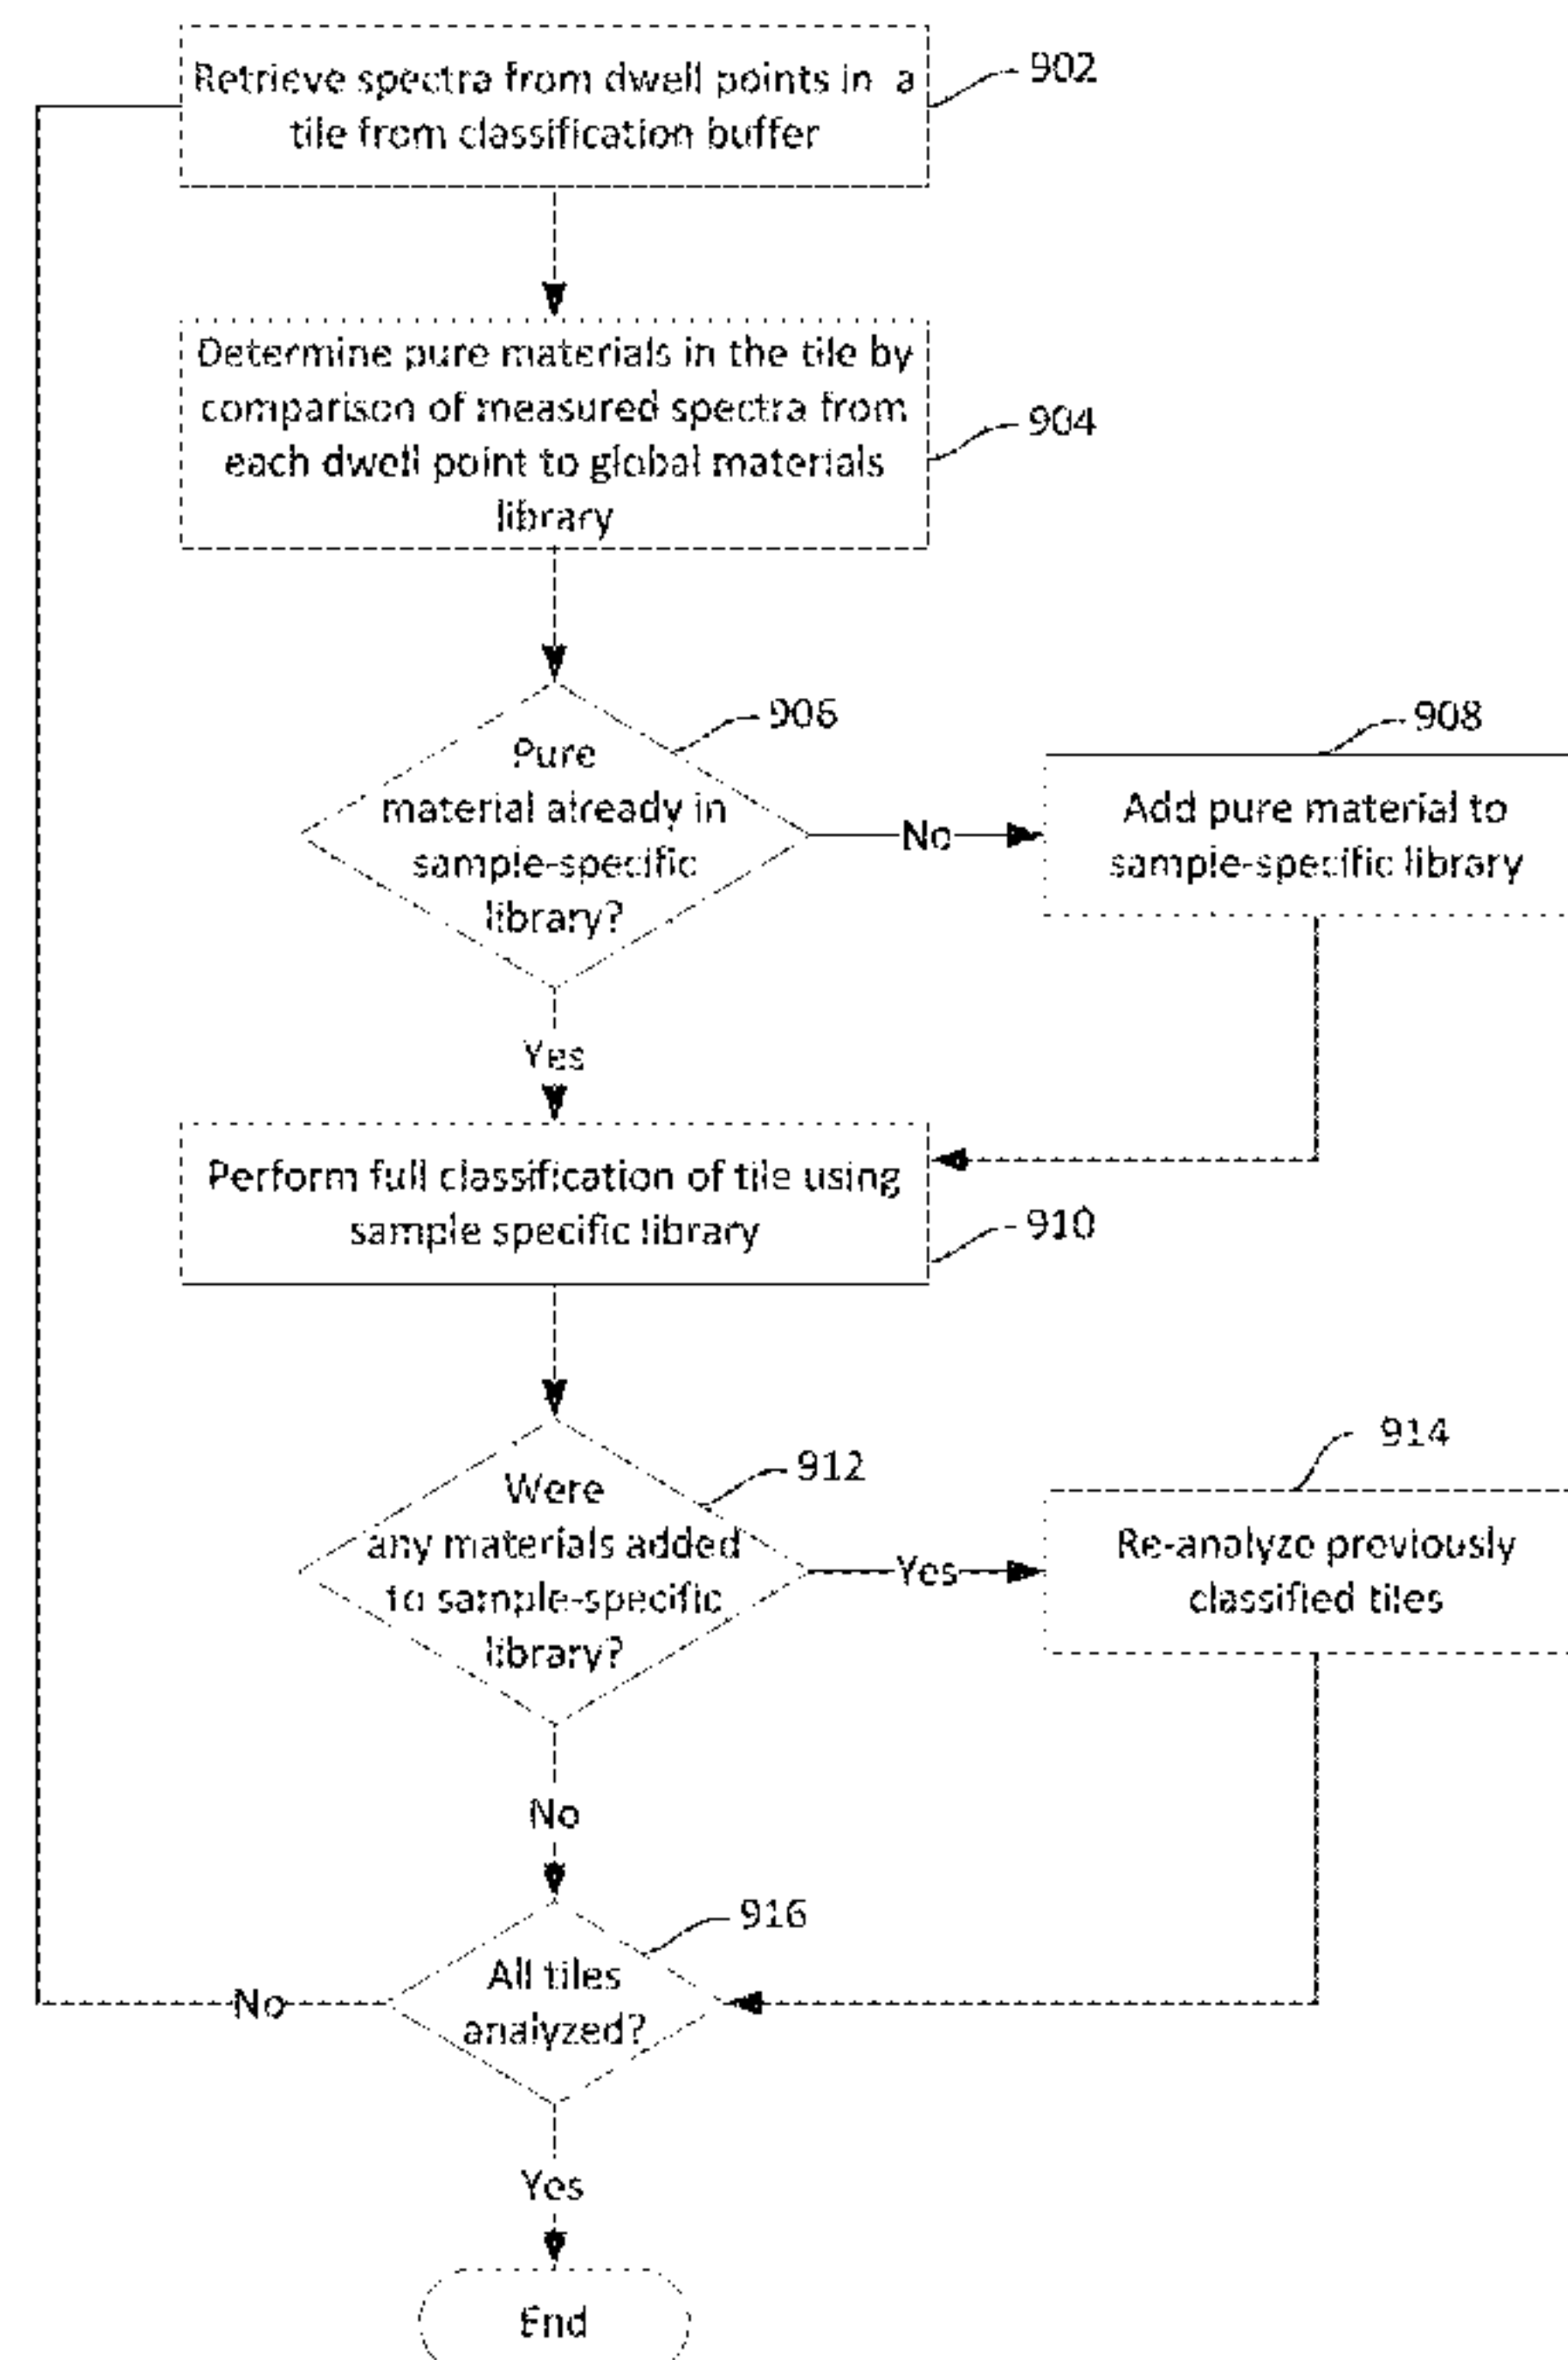 Retrieve spectra from dwell points in a
tile from classification buffer
902
Determine pure materials in the tile by
comparison of measured spectra from
each dwell point to global materials
library
904
Pure
material already in
sample-specific
library?
906
No
908
Add pure material to
sample-specific library
Yes
Perform full classification of tile using
sample specific library
910
Were
any materials added
to sample-specific
library?
912
Yes
914
Re-analyze previously
classified tiles
No
916
All tiles
analyzed?
No
Yes
End